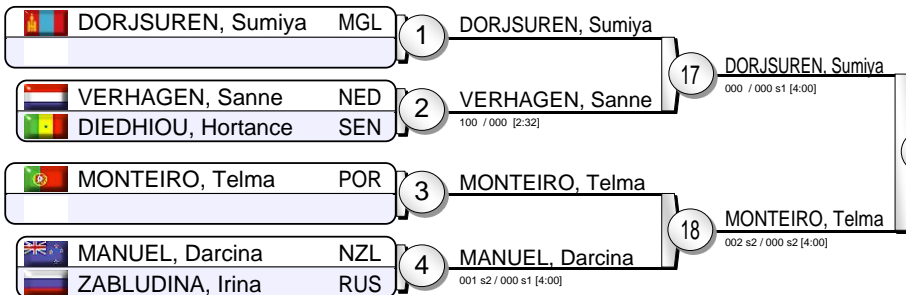 DORJSUREN, Sumiya MGL
1
DORJSUREN, Sumiya
VERHAGEN, Sanne NED
DIEDHIOU, Hortance SEN
2
VERHAGEN, Sanne
100 / 000 [2:32]
17
DORJSUREN, Sumiya
000 / 000 s1 [4:00]
MONTEIRO, Telma POR
3
MONTEIRO, Telma
MANUEL, Darcina NZL
ZABLUDINA, Irina RUS
4
MANUEL, Darcina
001 s2 / 000 s1 [4:00]
18
MONTEIRO, Telma
002 s2 / 000 s2 [4:00]